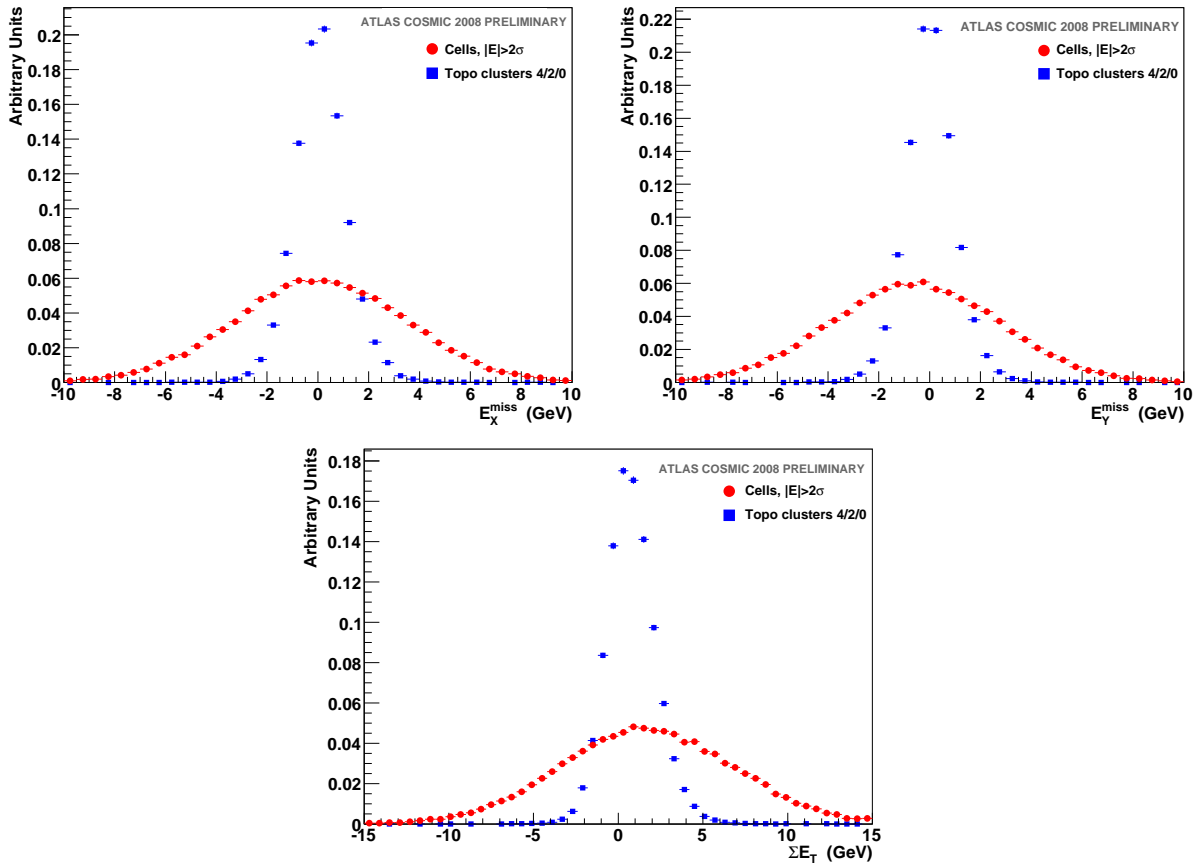 Arbitrary Units
0.2
0.18
0.16
0.14
0.12
0.1
0.08
0.06
0.04
0.02
0
ATLAS COSMIC 2008 PRELIMINARY
Cells, |E|>2σ
Topo clusters 4/2/0
-10 -8 -6 -4 -2 0 2 4 6 8 10
E_X^miss (GeV)
Arbitrary Units
0.22
0.2
0.18
0.16
0.14
0.12
0.1
0.08
0.06
0.04
0.02
0
ATLAS COSMIC 2008 PRELIMINARY
Cells, |E|>2σ
Topo clusters 4/2/0
-10 -8 -6 -4 -2 0 2 4 6 8 10
E_Y^miss (GeV)
Arbitrary Units
0.18
0.16
0.14
0.12
0.1
0.08
0.06
0.04
0.02
0
ATLAS COSMIC 2008 PRELIMINARY
Cells, |E|>2σ
Topo clusters 4/2/0
-15 -10 -5 0 5 10 15
ΣE_T (GeV)